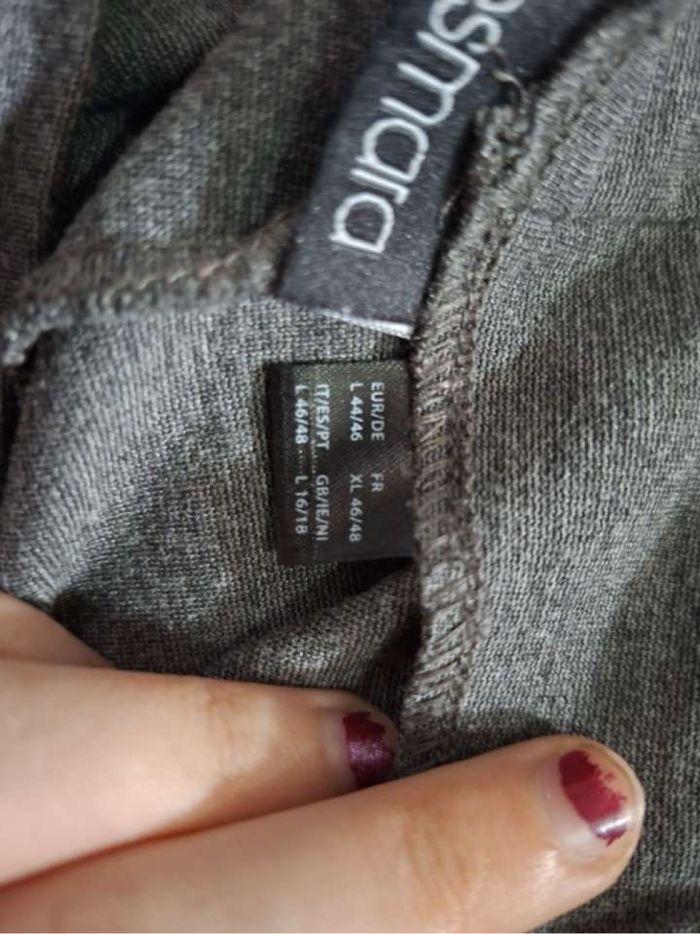 esmara
EUR/DE FR
L 44/46 XL 46/48
IT/ES/PT GB/IE/NI
L 46/48 L 16/18